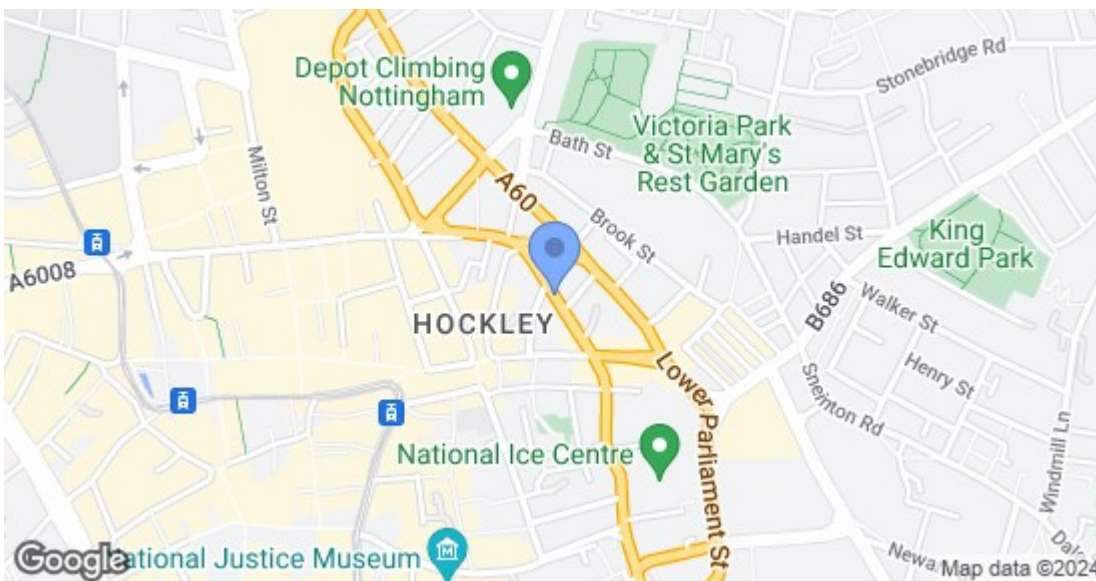 Depot Climbing
Nottingham
Stonebridge Rd
Victoria Park
& St Mary's
Rest Garden
Bath St
Milton St
A60
Brook St
Handel St
King
Edward Park
A6008
B686
Walker St
HOCKLEY
Henry St
Lower Parliament St
Sneinton Rd
Windmill Ln
National Ice Centre
National Justice Museum
Google
Map data ©2024